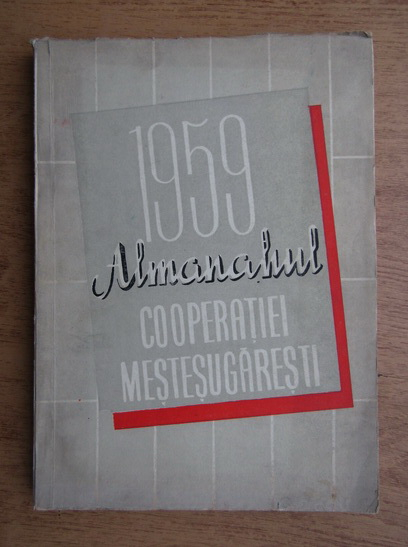 1959
Almanahul
COOPERAȚIEI
MEȘTEȘUGĂREȘTI